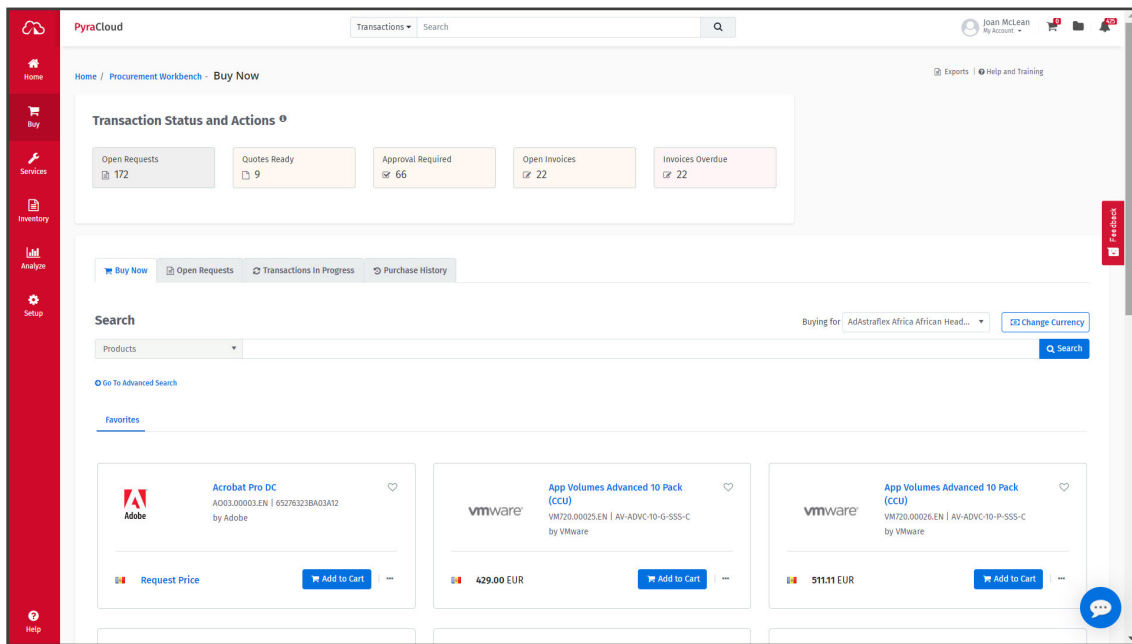 PyraCloud
Transactions
Search
Joan McLean
My Account
0
425
Home
Buy
Services
Inventory
Analyze
Setup
Help
Home / Procurement Workbench - Buy Now
Exports | Help and Training
Transaction Status and Actions
Open Requests
172
Quotes Ready
9
Approval Required
66
Open Invoices
22
Invoices Overdue
22
Feedback
Buy Now
Open Requests
Transactions In Progress
Purchase History
Search
Buying for AdAstraflex Africa African Head...
Change Currency
Products
Search
Go To Advanced Search
Favorites
Adobe
Acrobat Pro DC
AO03.00003.EN | 65276323BA03A12
by Adobe
Request Price
Add to Cart
vmware
App Volumes Advanced 10 Pack
(CCU)
VM720.00025.EN | AV-ADVC-10-G-SSS-C
by VMware
429.00 EUR
Add to Cart
vmware
App Volumes Advanced 10 Pack
(CCU)
VM720.00026.EN | AV-ADVC-10-P-SSS-C
by VMware
511.11 EUR
Add to Cart